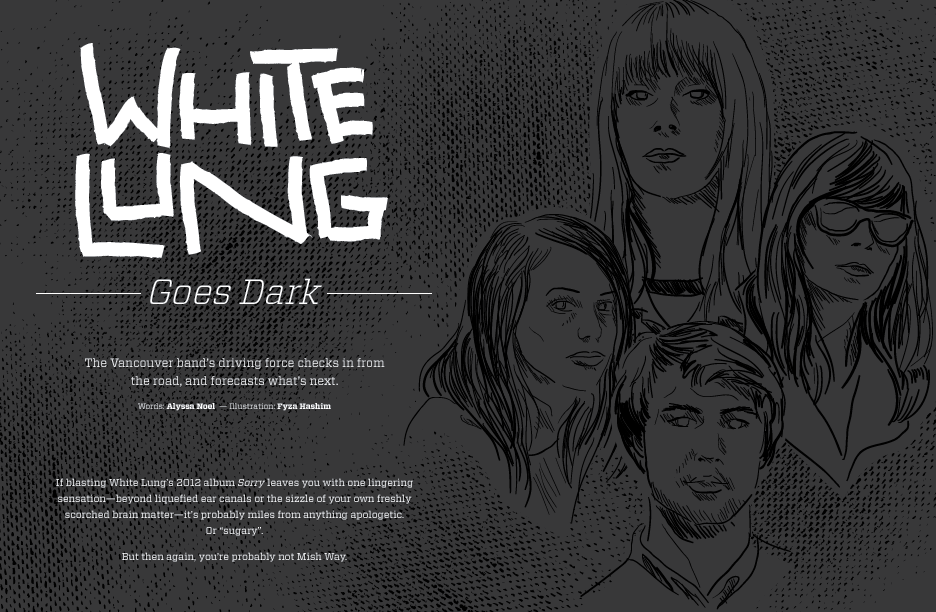 WHITE
LUNG
Goes Dark
The Vancouver band's driving force checks in from
the road, and forecasts what's next.
Words: Alyssa Noel — Illustration: Fyza Hashim
If blasting White Lung's 2012 album Sorry leaves you with one lingering
sensation—beyond liquefied ear canals or the sizzle of your own freshly
scorched brain matter—it's probably miles from anything apologetic.
Or "sugary".
But then again, you're probably not Mish Way.